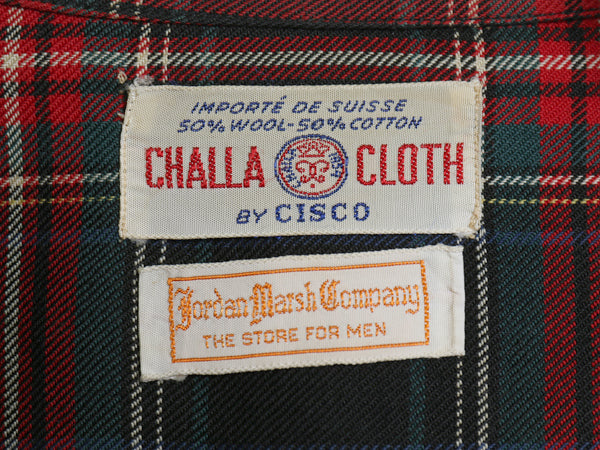 IMPORTÉ DE SUISSE
50% WOOL-50% COTTON
CHALLA CLOTH
BY CISCO
Jordan Marsh Company
THE STORE FOR MEN